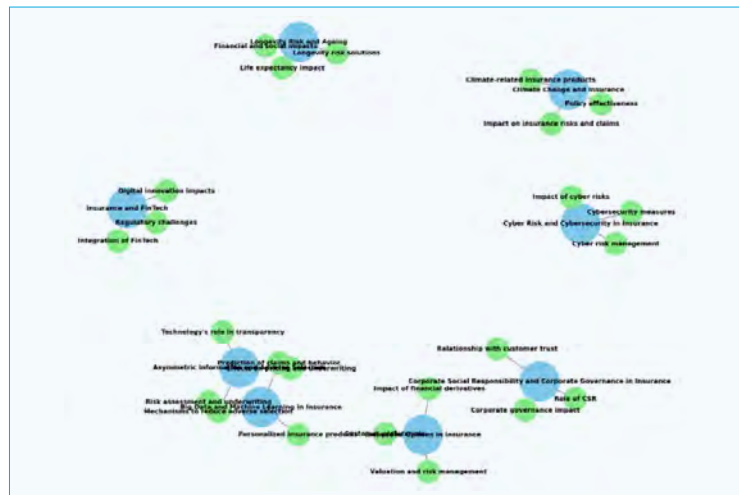 Longevity Risk and Ageing
Financial and Social Impacts
Longevity risk solutions
Life expectancy impact
Climate-related insurance products
Climate Change and Insurance
Policy effectiveness
Impact on insurance risks and claims
Digital innovation impacts
Insurance and FinTech
Regulatory challenges
Integration of FinTech
Impact of cyber risks
Cybersecurity measures
Cyber Risk and Cybersecurity in Insurance
Cyber risk management
Technology's role in transparency
Prediction of claims and behavior
Asymmetric Information
Risk assessment and underwriting
Big Data and Machine Learning in Insurance
Mechanisms to reduce adverse selection
Personalised insurance products
Relationship with customer trust
Corporate Social Responsibility and Corporate Governance in Insurance
Impact of financial derivatives
Role of CSR
Corporate governance impact
in insurance
Valuation and risk management